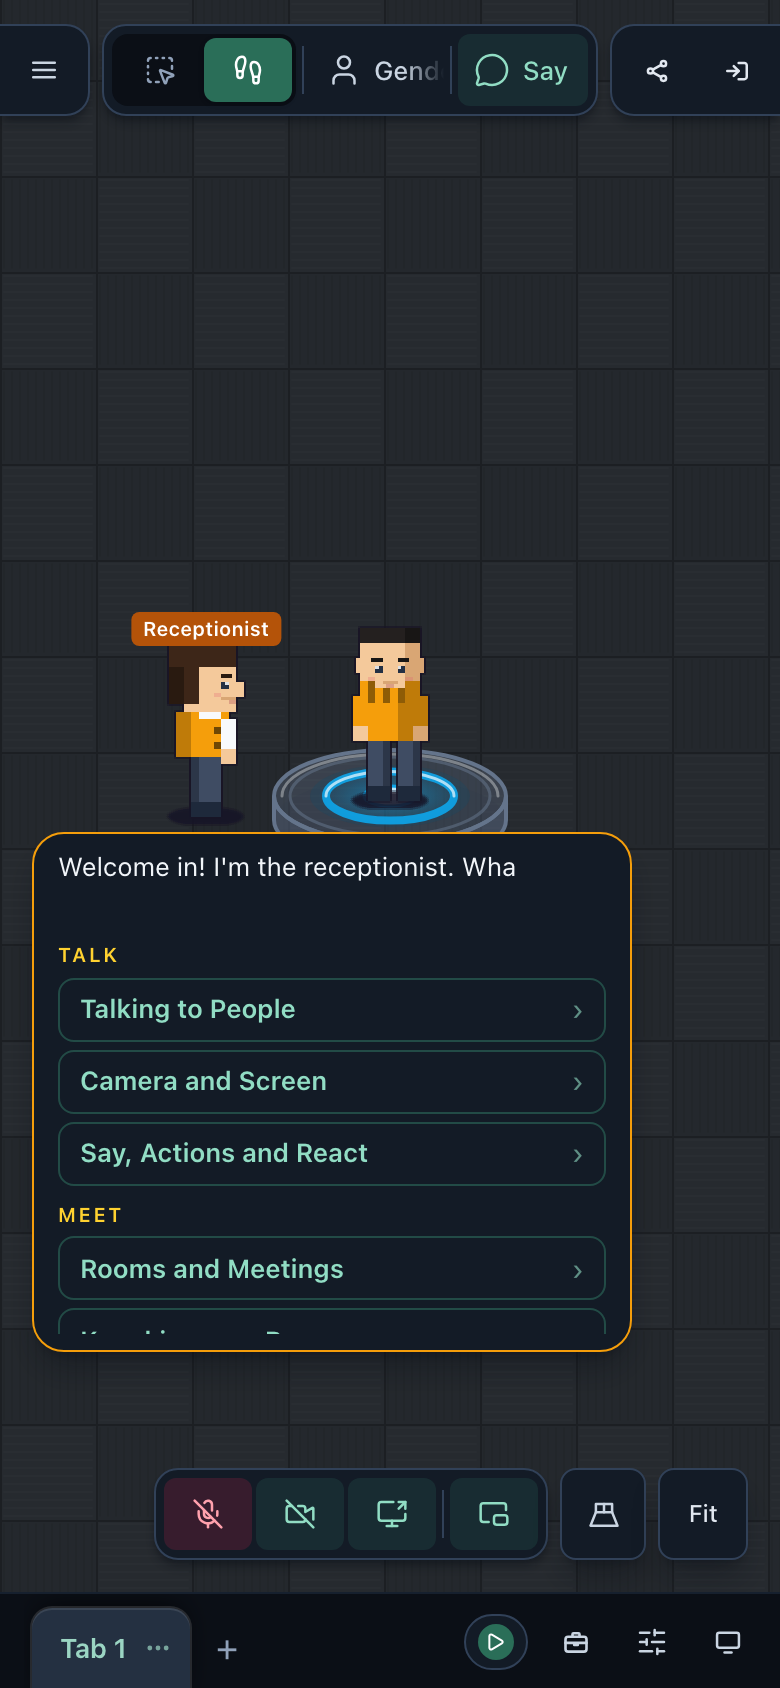 Gend
Say
Receptionist
Welcome in! I'm the receptionist. Wha
TALK
Talking to People
Camera and Screen
Say, Actions and React
MEET
Rooms and Meetings
Fit
Tab 1